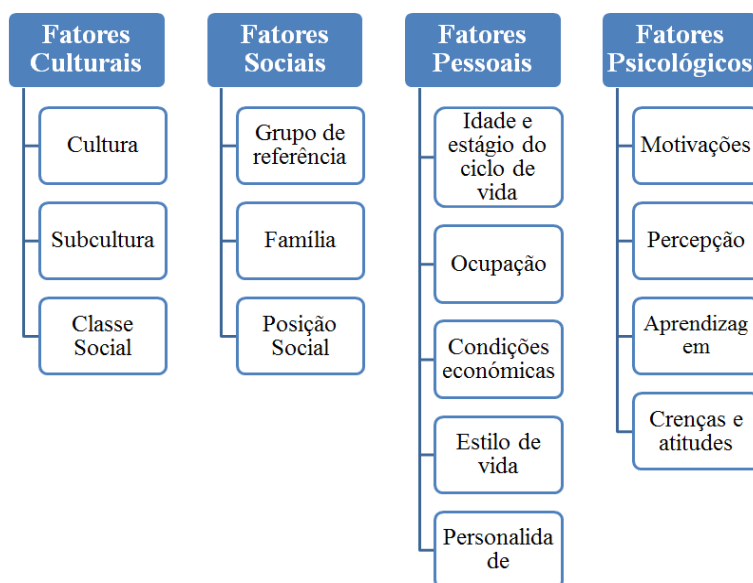 Fatores
Culturais
Cultura
Subcultura
Classe
Social
Fatores
Sociais
Grupo de
referência
Família
Posição
Social
Fatores
Pessoais
Idade e
estágio do
ciclo de
vida
Ocupação
Condições
económicas
Estilo de
vida
Personalida
de
Fatores
Psicológicos
Motivações
Percepção
Aprendizag
em
Crenças e
atitudes